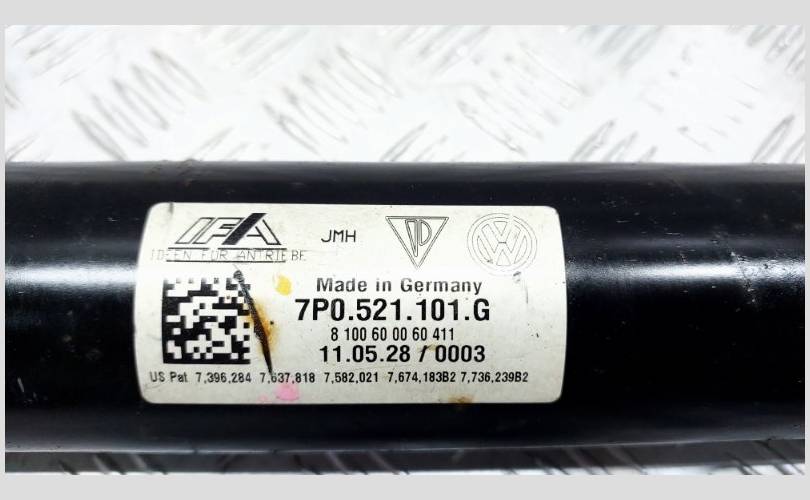 IFA
IDEEN FÜR ANTRIEBE
JMH
VW
Made in Germany
7P0.521.101.G
8 100 60 00 60 411
11.05.28 / 0003
US Pat 7,396,284 7,637,818 7,582,021 7,674,183B2 7,736,239B2